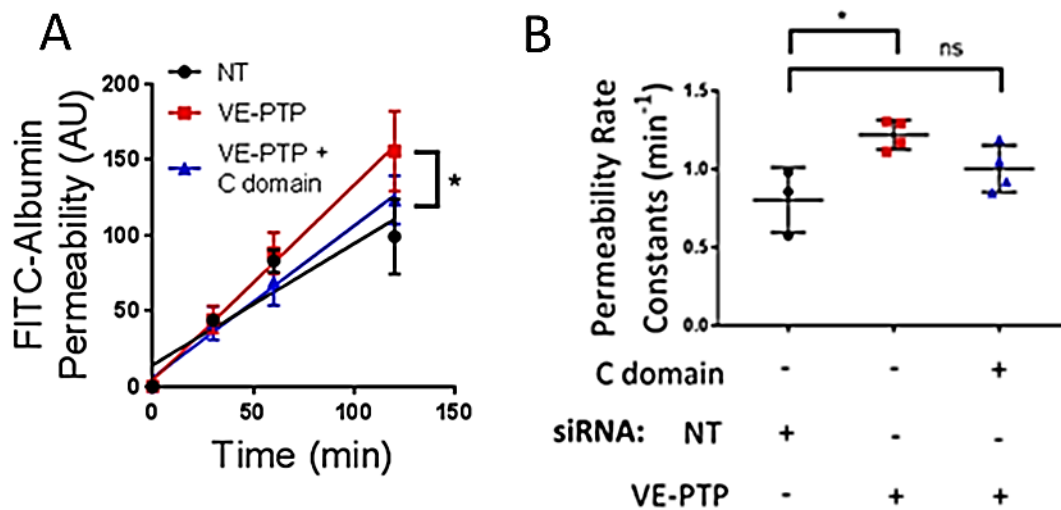 A
NT
VE-PTP
VE-PTP +
C domain
FITC-Albumin
Permeability (AU)
200
150
100
50
0
*
0 50 100 150
Time (min)
B
*
ns
Permeability Rate
Constants (min⁻¹)
1.5
1.0
0.5
0.0
C domain - - +
siRNA: NT + - -
VE-PTP - + +